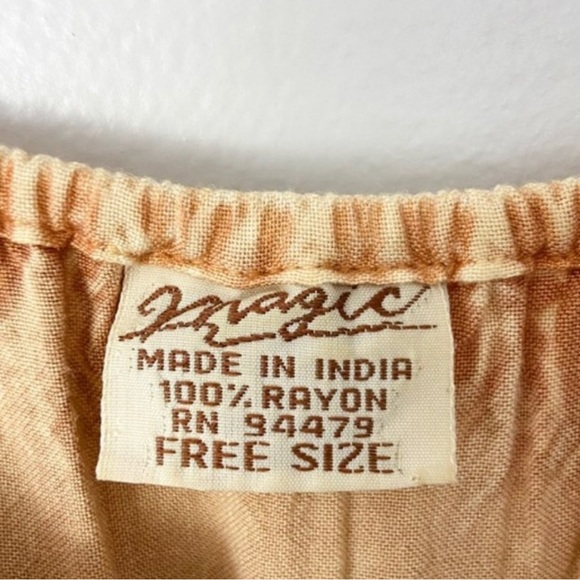 magic
MADE IN INDIA
100% RAYON
RN 94479
FREE SIZE